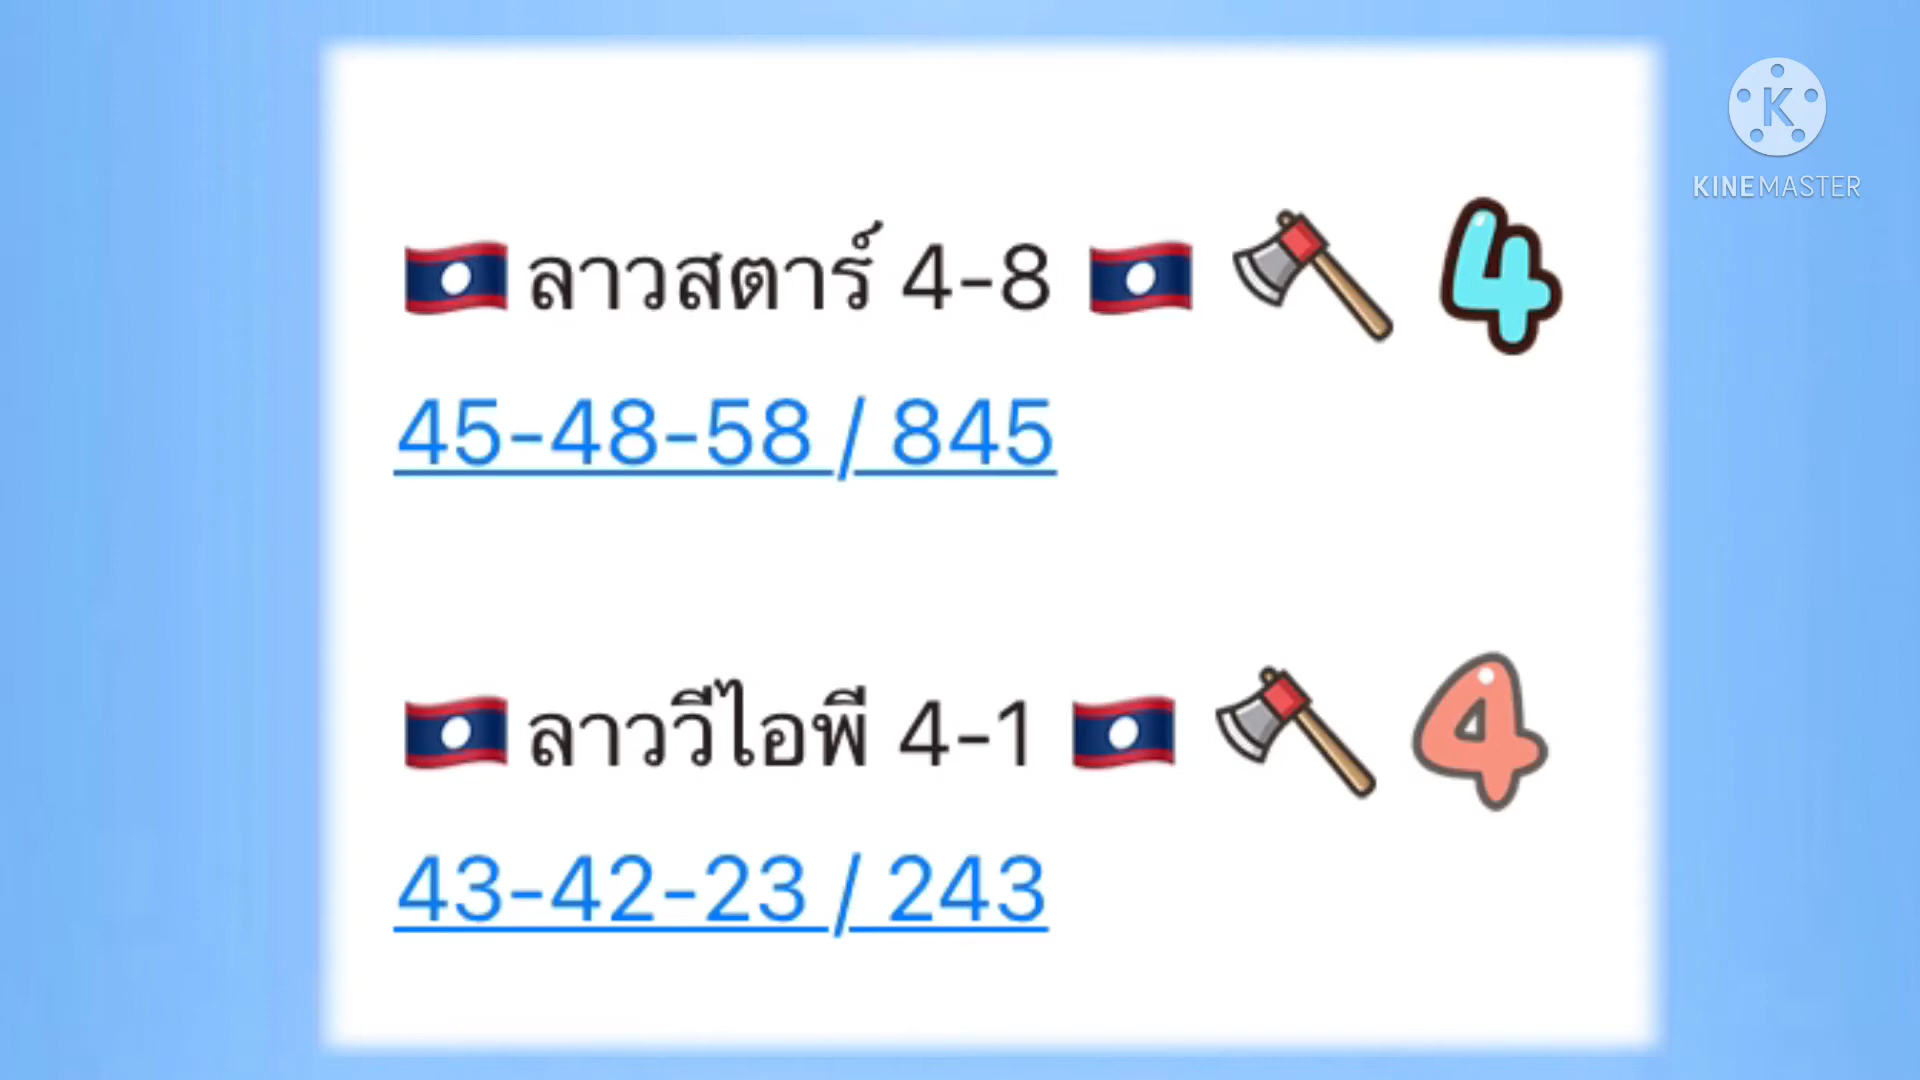 🇱🇦ลาวสตาร์ 4-8 🇱🇦 🪓 4
45-48-58 / 845
🇱🇦ลาววีไอพี 4-1 🇱🇦 🪓 4
43-42-23 / 243
K
KINEMASTER